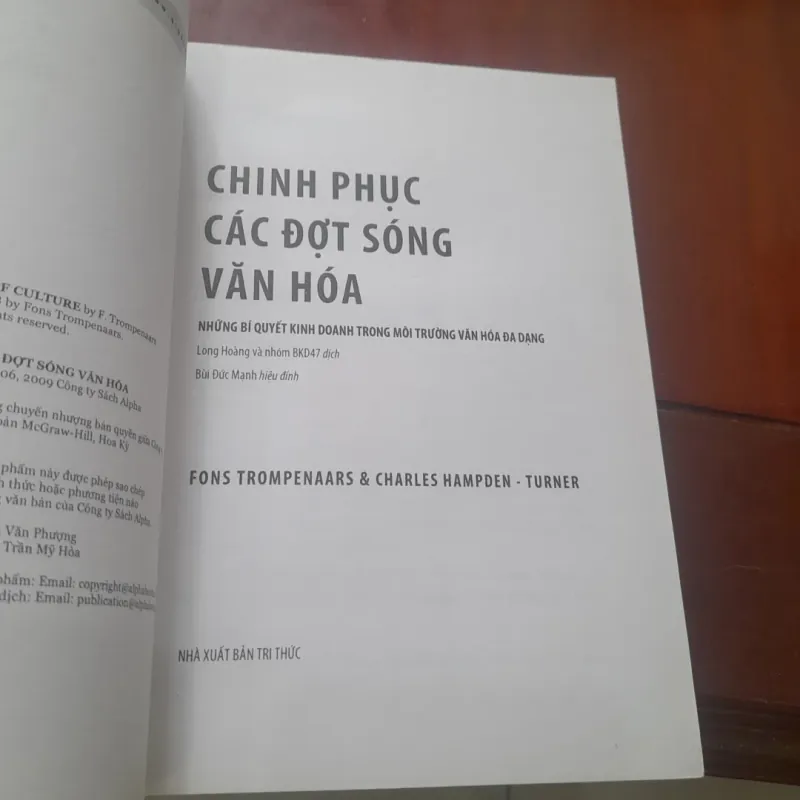 F CULTURE by F. Trompenaars
by Fons Trompenaars.
ts reserved.
ĐỢT SÓNG VĂN HÓA
06, 2009 Công ty Sách Alpha
chuyển nhượng bản quyền giữa
bản McGraw-Hill, Hoa Kỳ
phẩm này được phép sao chép
thức hoặc phương tiện nào
văn bản của Công ty Sách Alpha
Văn Phượng
Trần Mỹ Hòa
phẩm: Email:
dịch: Email:
CHINH PHỤC
CÁC ĐỢT SÓNG
VĂN HÓA
NHỮNG BÍ QUYẾT KINH DOANH TRONG MÔI TRƯỜNG VĂN HÓA ĐA DẠNG
Long Hoàng và nhóm BKD47 dịch
Bùi Đức Mạnh hiệu đính
FONS TROMPENAARS & CHARLES HAMPDEN - TURNER
NHÀ XUẤT BẢN TRI THỨC